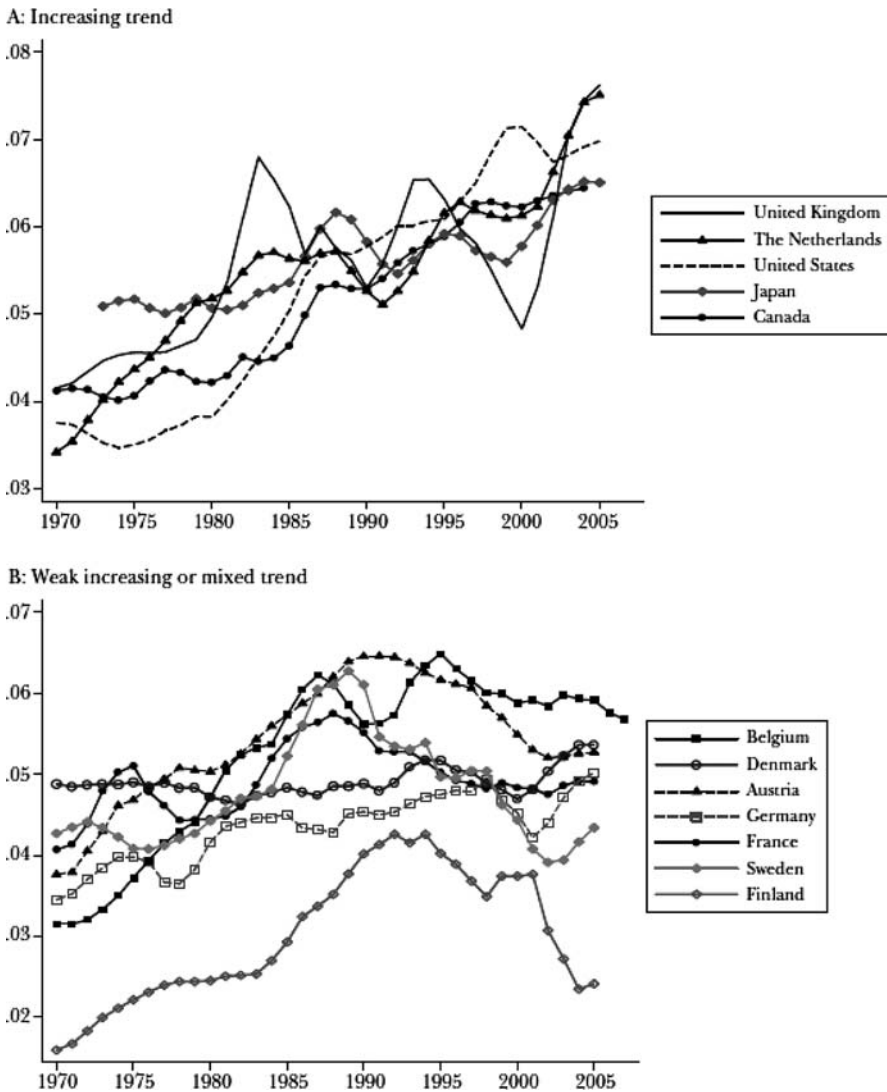 A: Increasing trend
.08
.07
.06
.05
.04
.03
1970 1975 1980 1985 1990 1995 2000 2005
United Kingdom
The Netherlands
United States
Japan
Canada
B: Weak increasing or mixed trend
.07
.06
.05
.04
.03
.02
1970 1975 1980 1985 1990 1995 2000 2005
Belgium
Denmark
Austria
Germany
France
Sweden
Finland